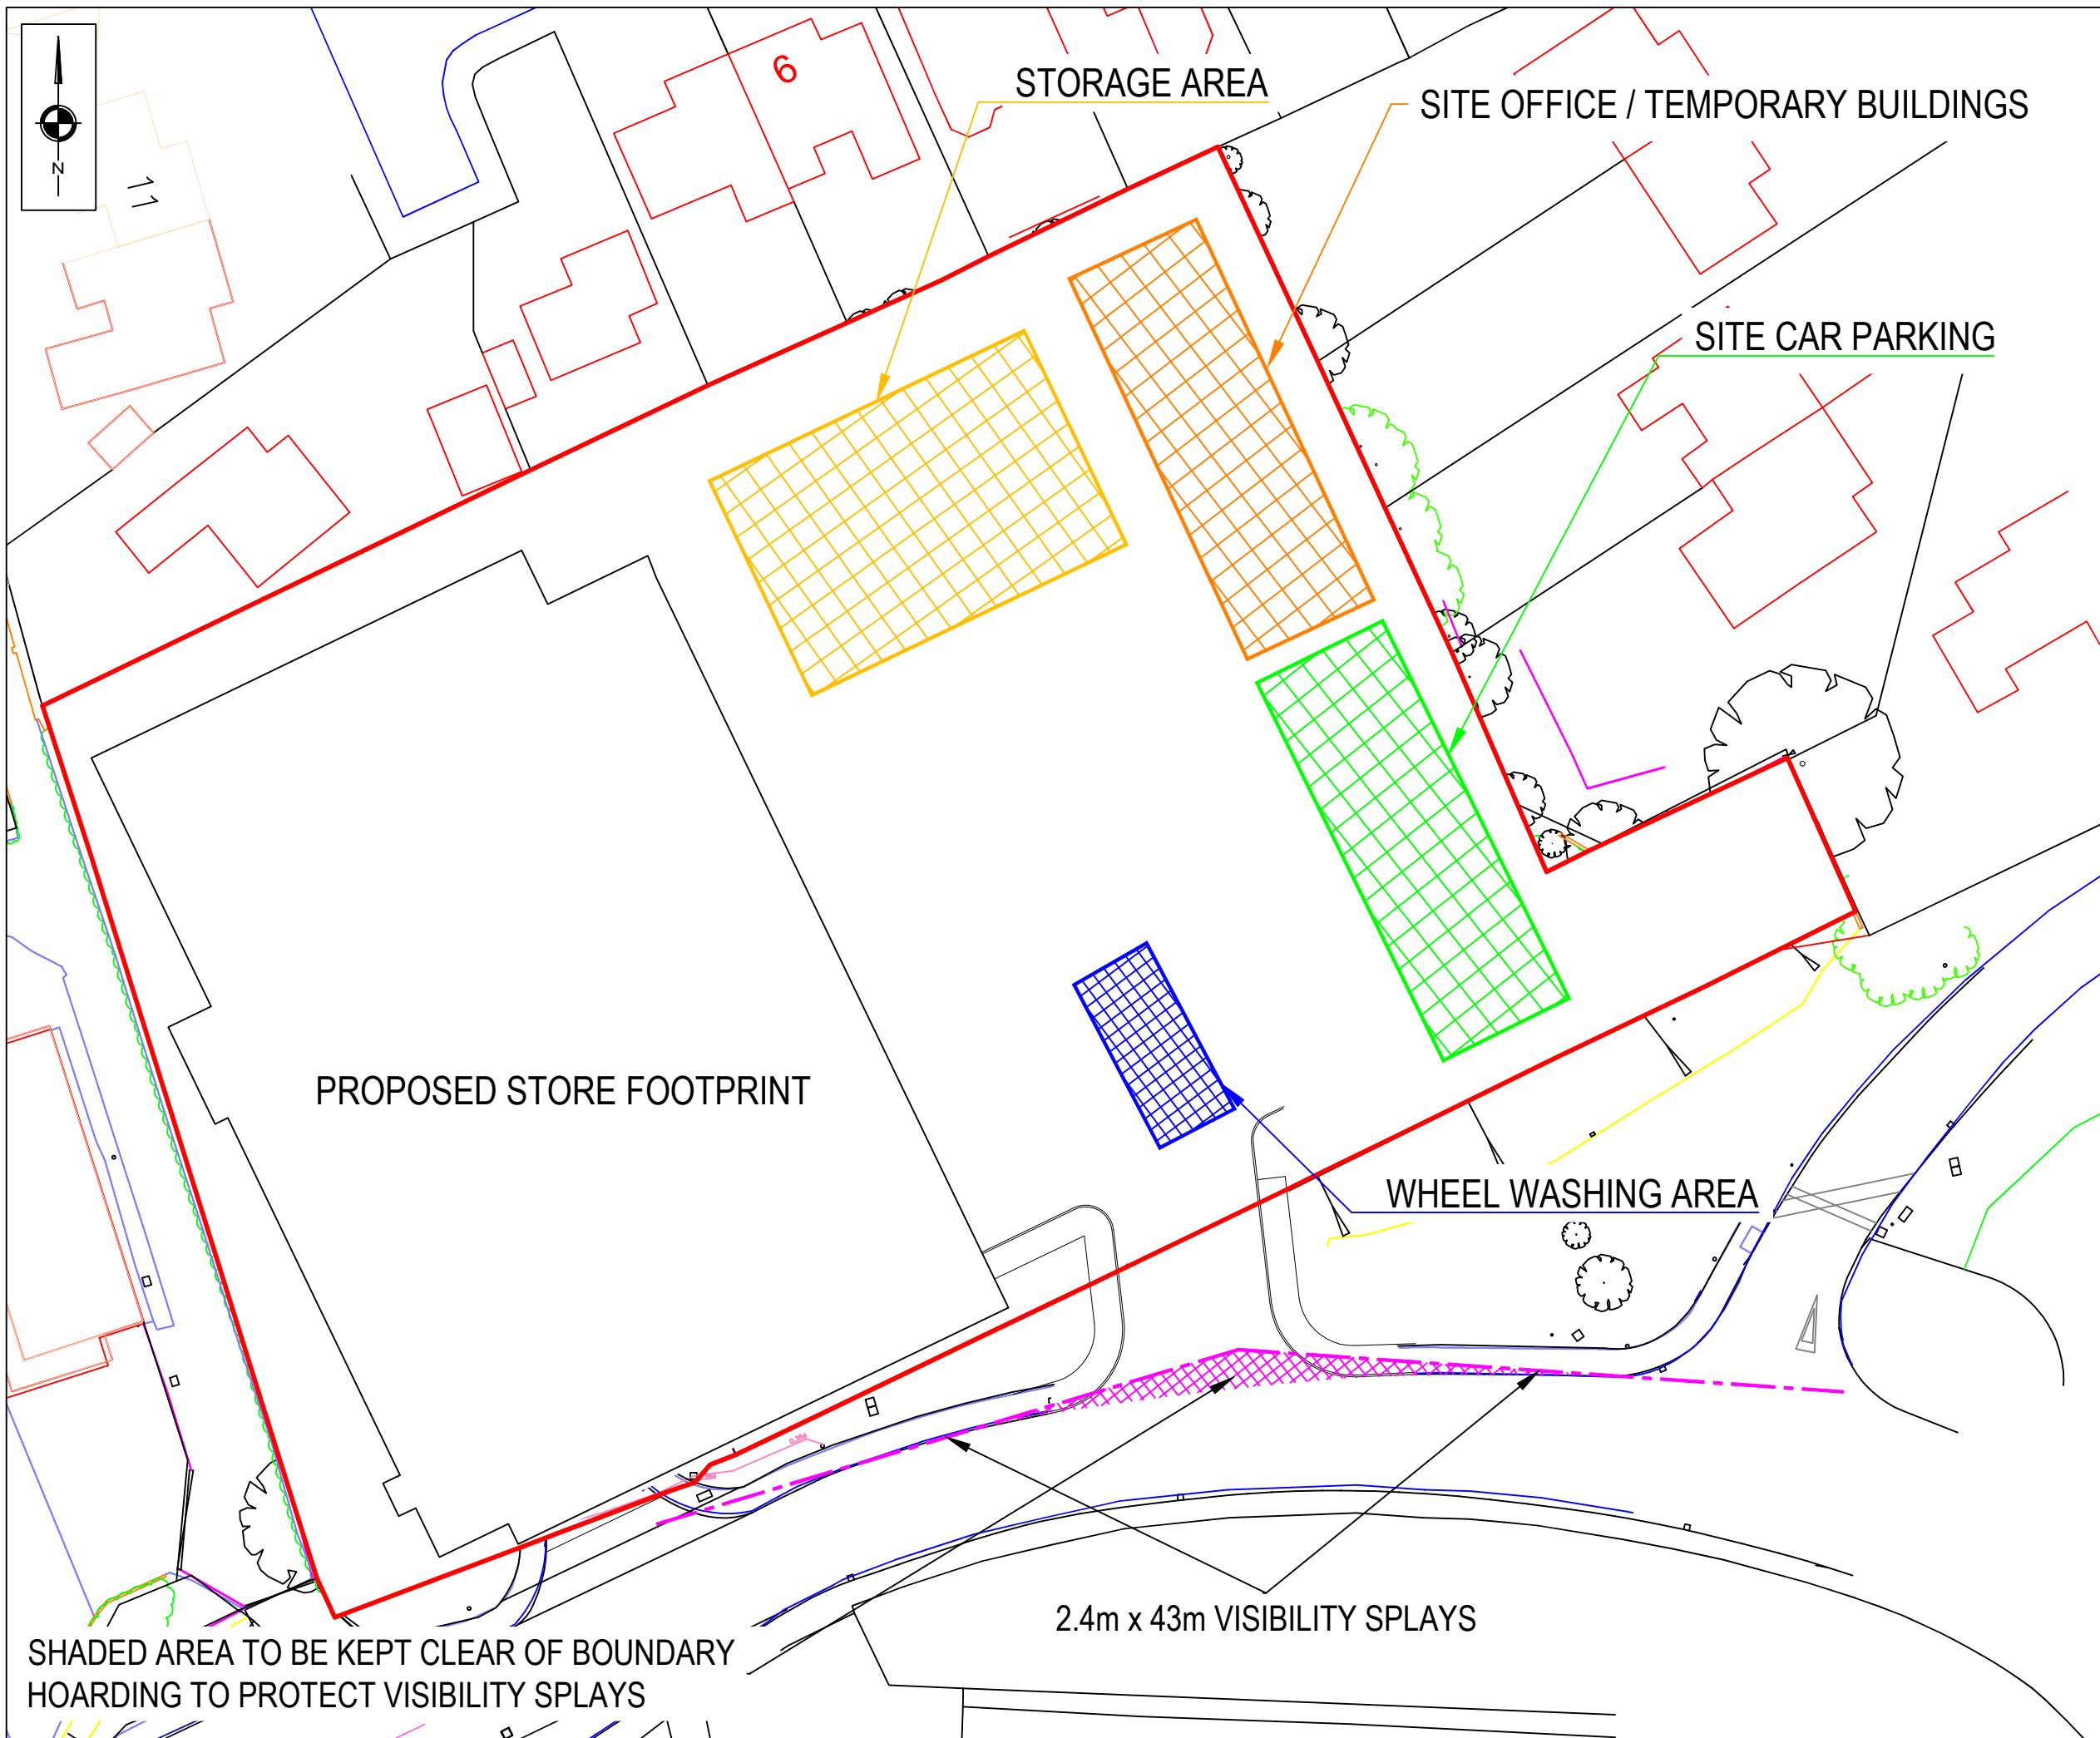 STORAGE AREA
6
SITE OFFICE / TEMPORARY BUILDINGS
N
11
SITE CAR PARKING
PROPOSED STORE FOOTPRINT
WHEEL WASHING AREA
2.4m x 43m VISIBILITY SPLAYS
SHADED AREA TO BE KEPT CLEAR OF BOUNDARY
HOARDING TO PROTECT VISIBILITY SPLAYS